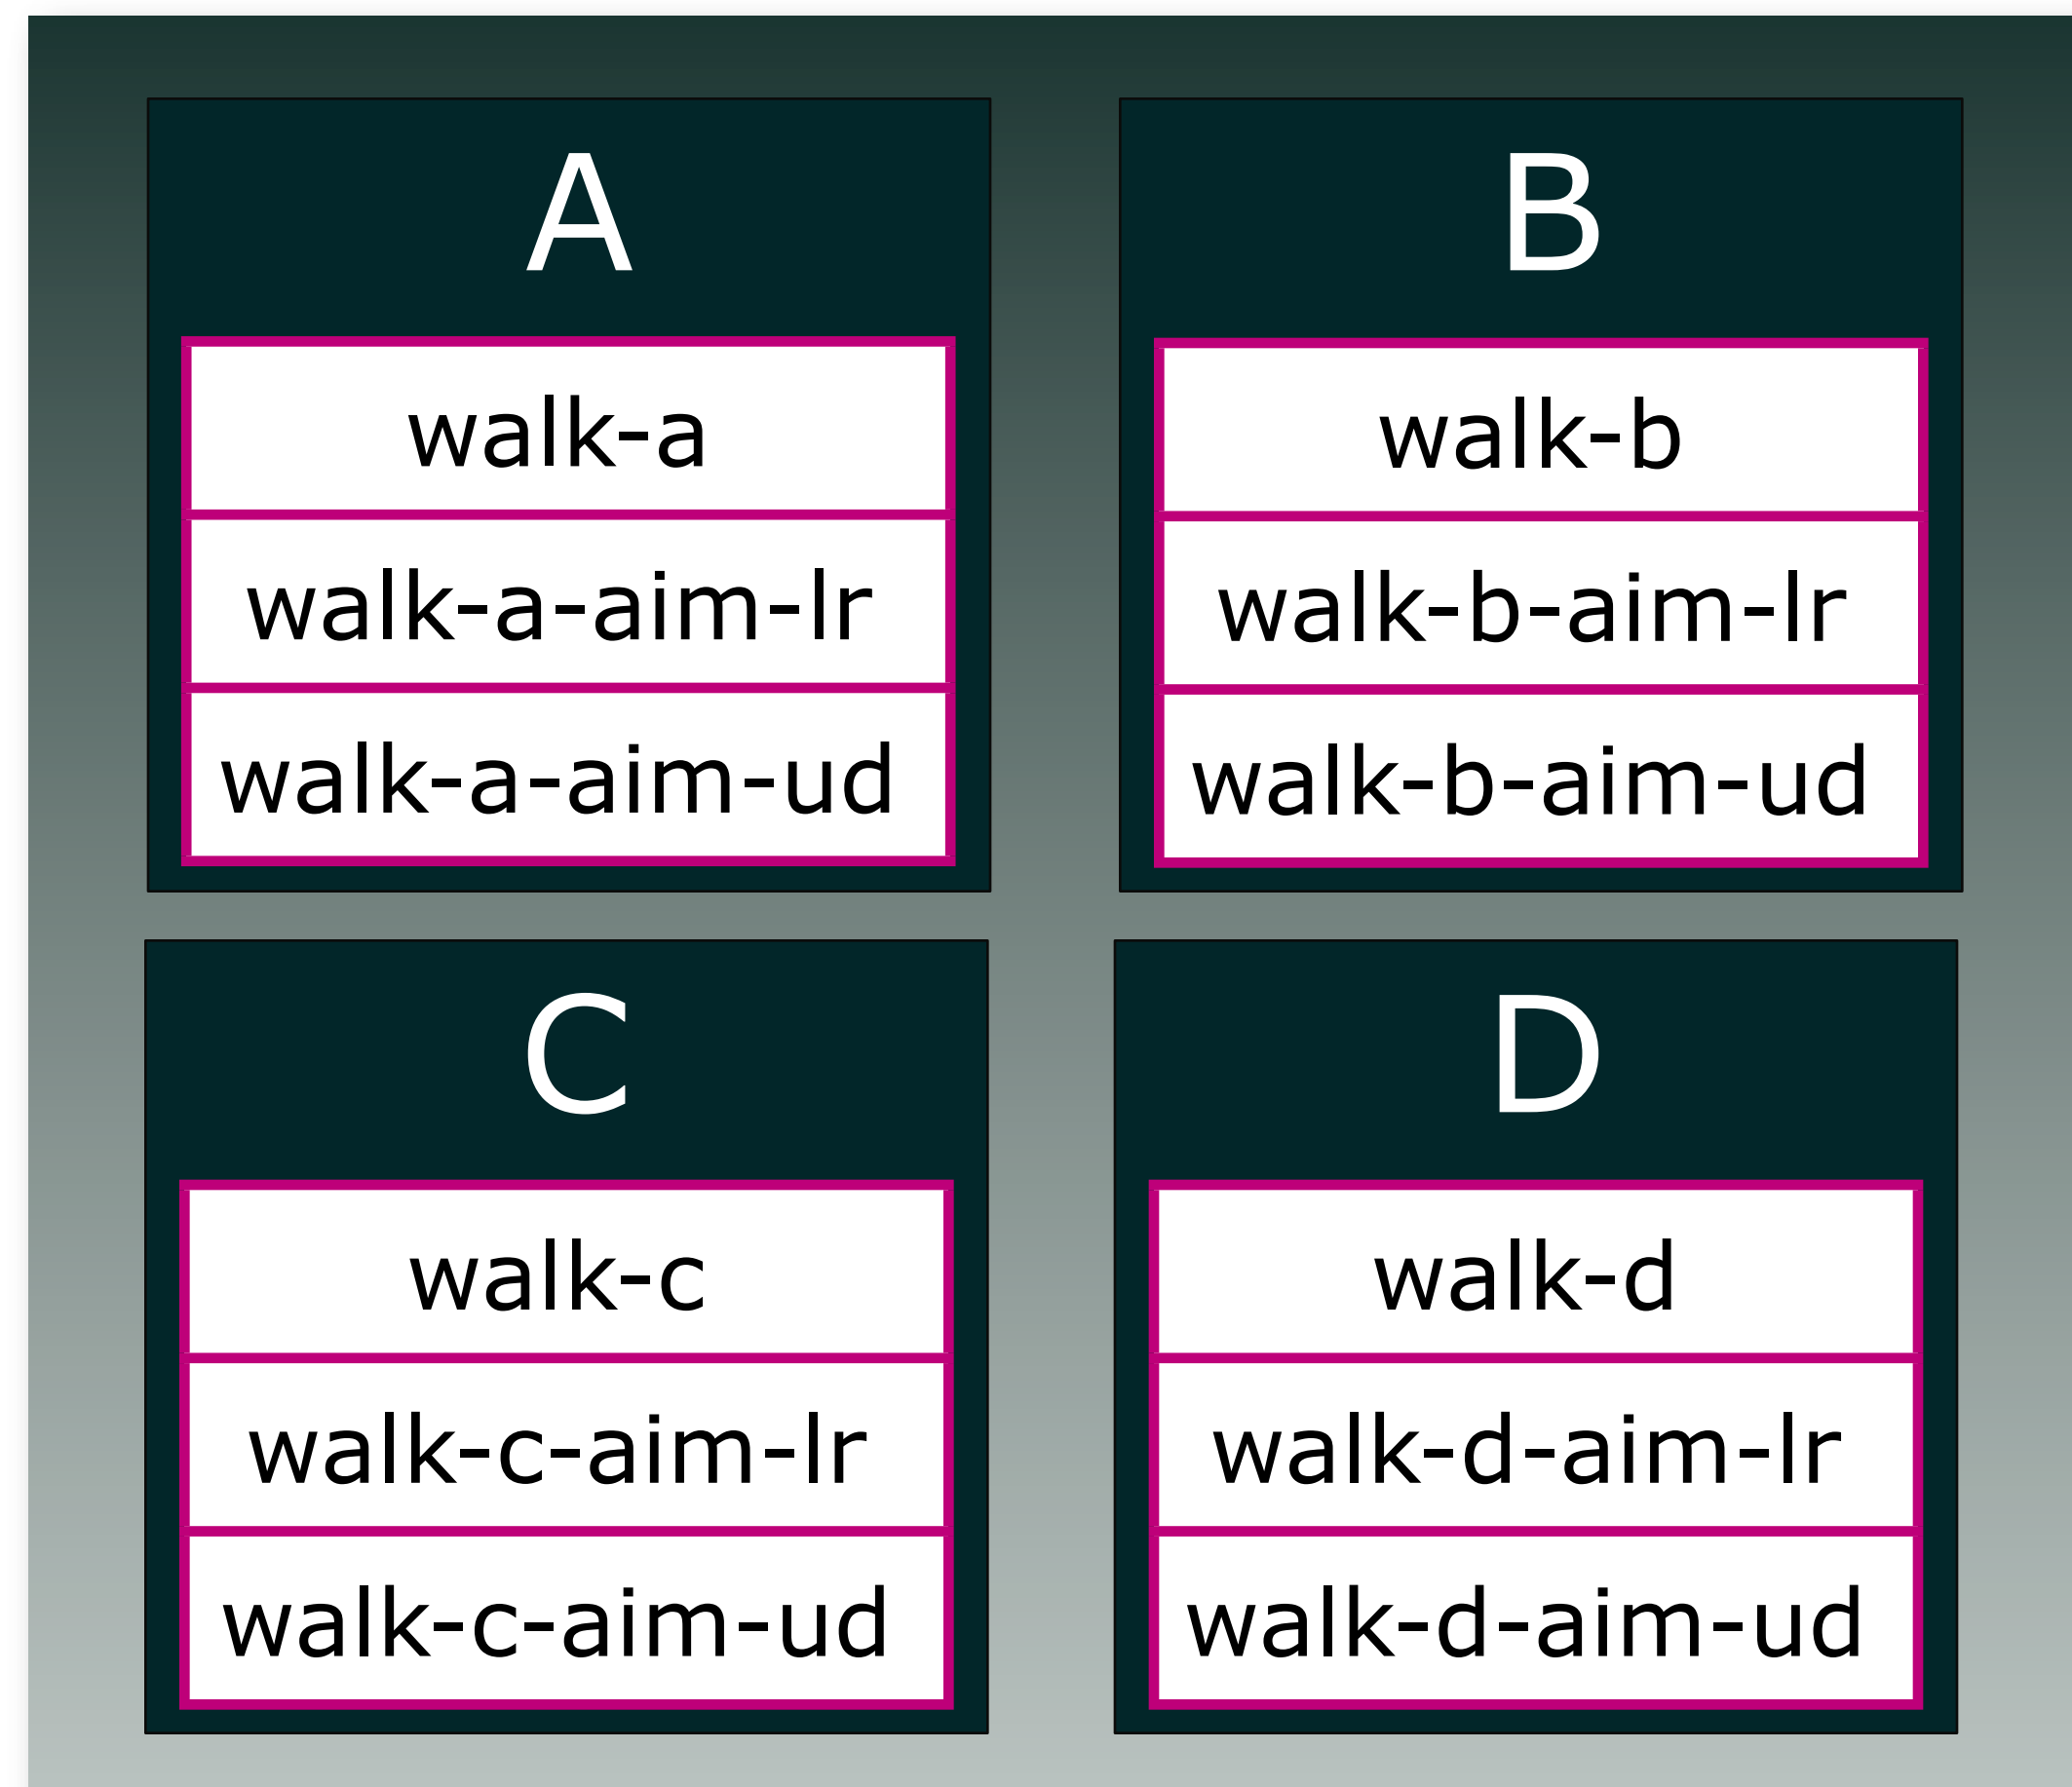 A
walk-a
walk-a-aim-lr
walk-a-aim-ud
B
walk-b
walk-b-aim-lr
walk-b-aim-ud
C
walk-c
walk-c-aim-lr
walk-c-aim-ud
D
walk-d
walk-d-aim-lr
walk-d-aim-ud